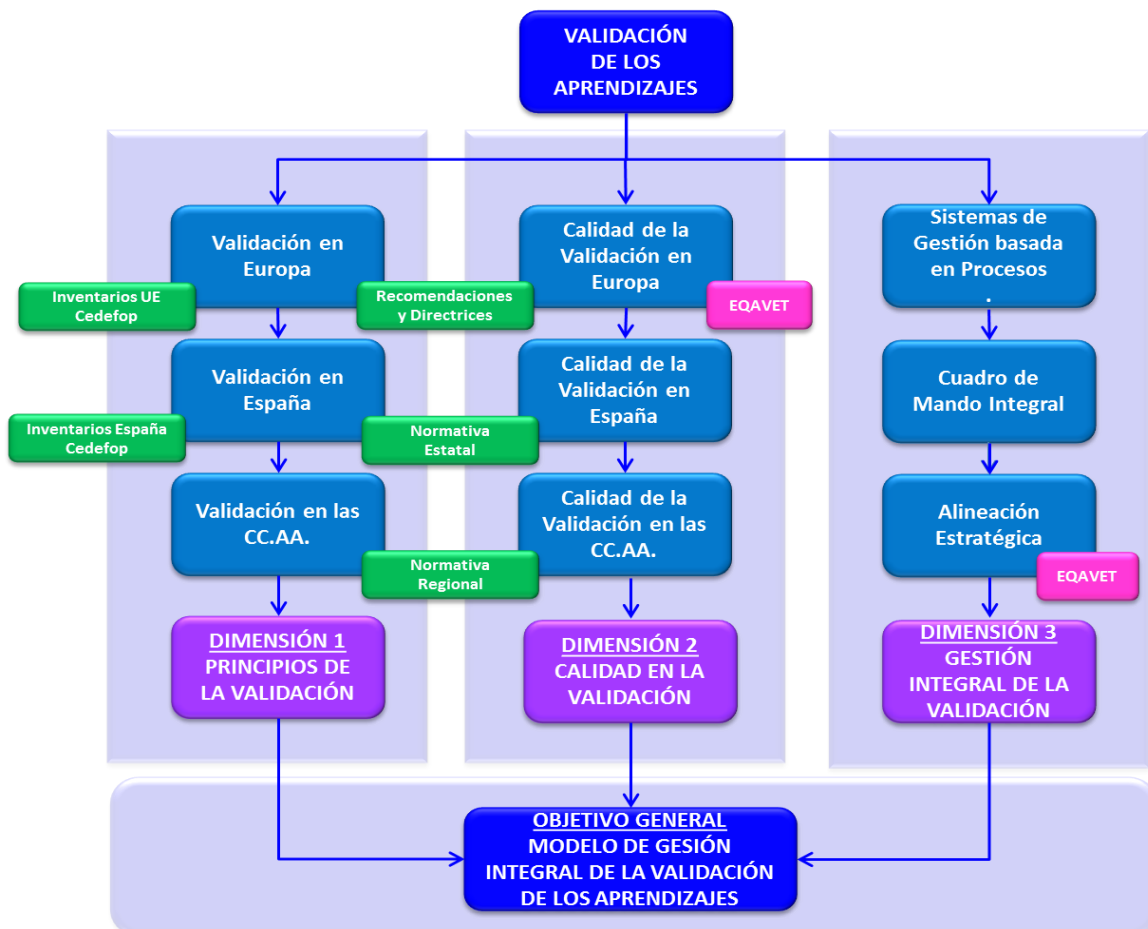 VALIDACIÓN
DE LOS
APRENDIZAJES
Validación en
Europa
Inventarios UE
Cedefop
Validación en
España
Inventarios España
Cedefop
Validación en las
CC.AA.
DIMENSIÓN 1
PRINCIPIOS DE
LA VALIDACIÓN
Calidad de la
Validación en
Europa
Recomendaciones
y Directrices
EQAVET
Calidad de la
Validación en
España
Normativa
Estatal
Calidad de la
Validación en las
CC.AA.
Normativa
Regional
DIMENSIÓN 2
CALIDAD EN LA
VALIDACIÓN
Sistemas de
Gestión basada
en Procesos
.
Cuadro de
Mando Integral
Alineación
Estratégica
EQAVET
DIMENSIÓN 3
GESTIÓN
INTEGRAL DE LA
VALIDACIÓN
OBJETIVO GENERAL
MODELO DE GESIÓN
INTEGRAL DE LA VALIDACIÓN
DE LOS APRENDIZAJES